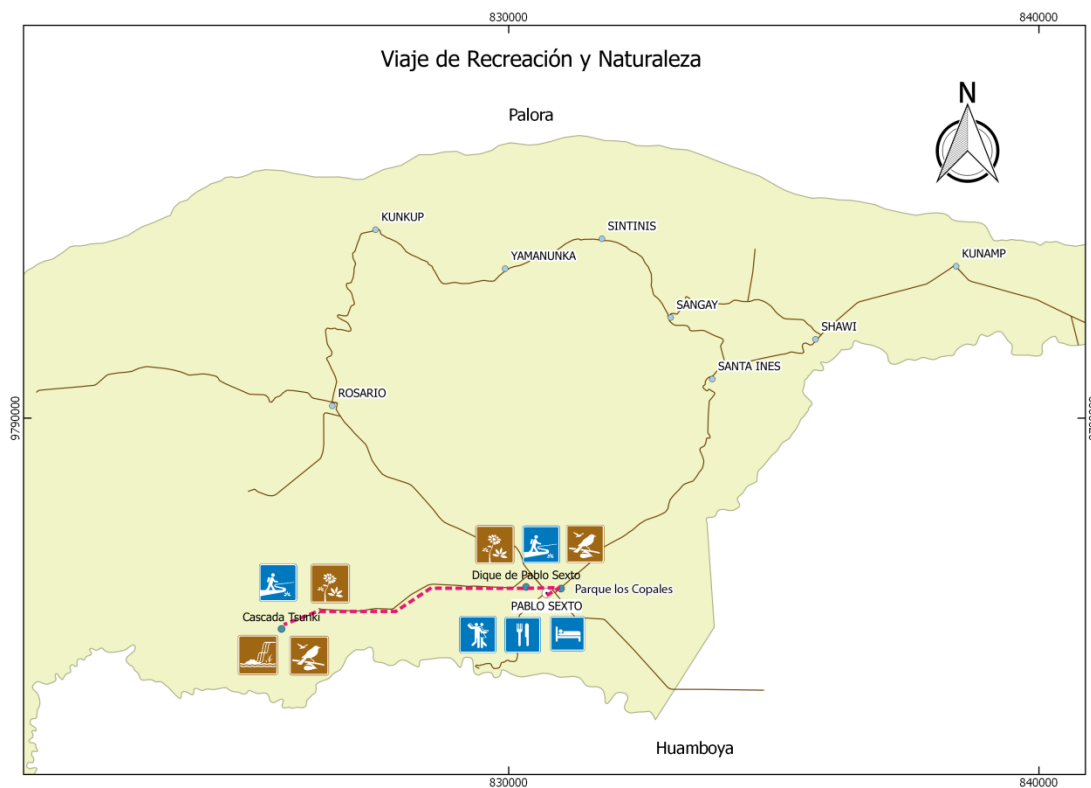 830000
840000
Viaje de Recreación y Naturaleza
Palora
N
KUNKUP
SINTINIS
YAMANUNKA
KUNAMP
SANGAY
SHAWI
SANTA INES
ROSARIO
9790000
9790000
Dique de Pablo Sexto
Parque los Copales
PABLO SEXTO
Cascada Tsunki
Huamboya
830000
840000